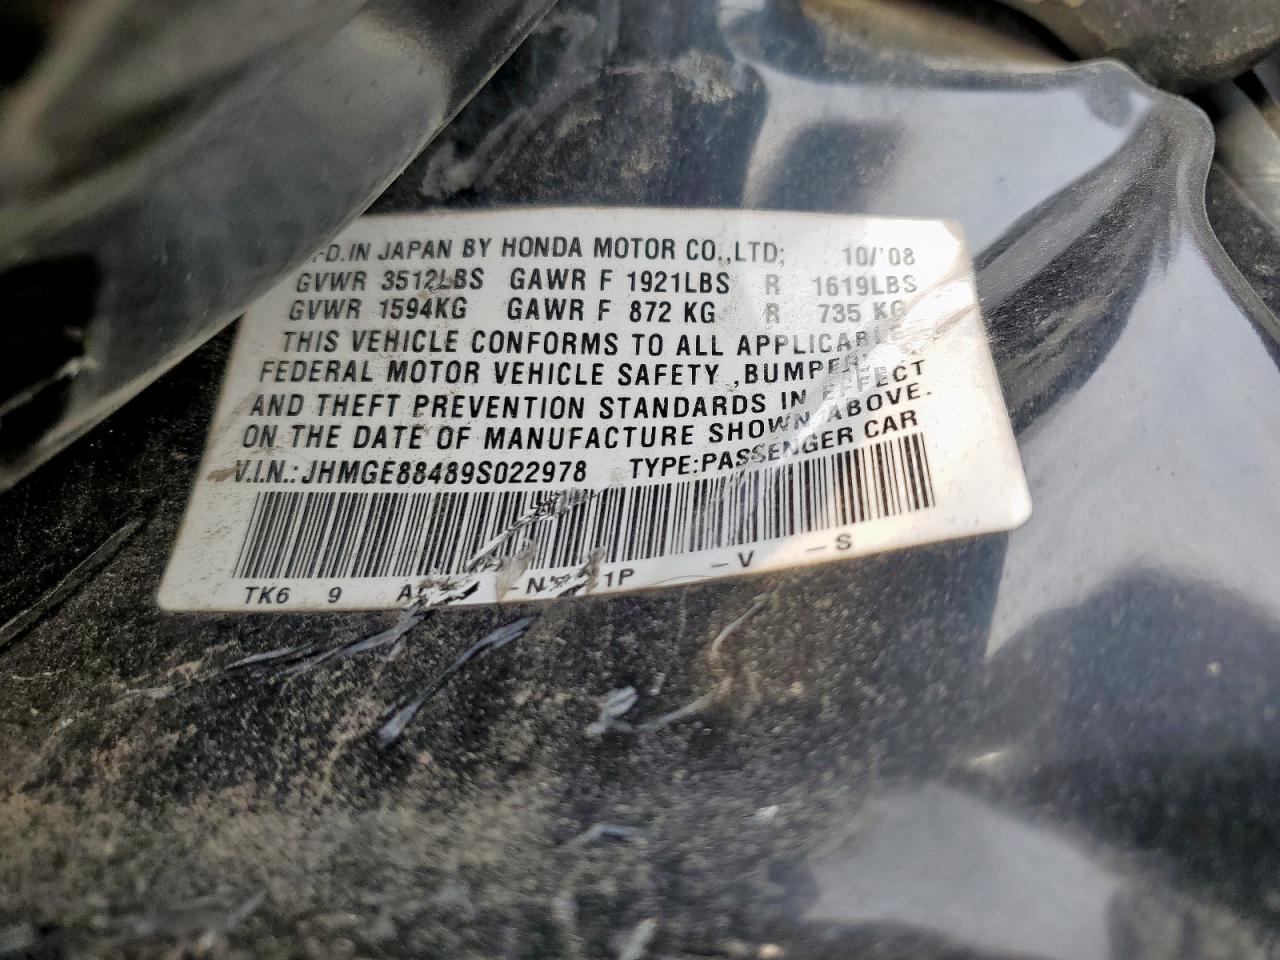 MFD.IN JAPAN BY HONDA MOTOR CO.,LTD; 10/'08
GVWR 3512LBS GAWR F 1921LBS R 1619LBS
GVWR 1594KG GAWR F 872 KG R 735 KG
THIS VEHICLE CONFORMS TO ALL APPLICABLE
FEDERAL MOTOR VEHICLE SAFETY ,BUMPER
AND THEFT PREVENTION STANDARDS IN EFFECT
ON THE DATE OF MANUFACTURE SHOWN ABOVE.
V.I.N.: JHMGE88489S022978 TYPE:PASSENGER CAR
TK6 9 1P -V -S